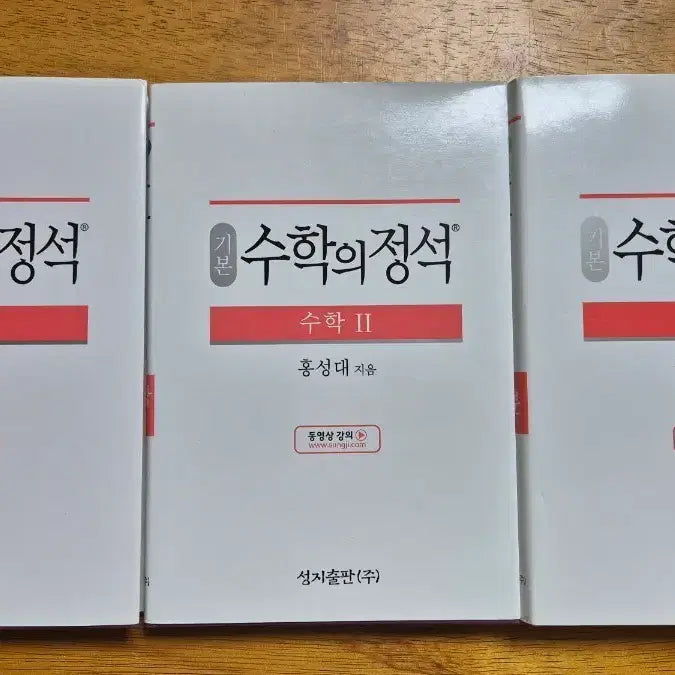 정석®
기본 수학의정석®
수학 II
홍성대 지음
동영상 강의
www.sungji.com
성지출판(주)
기본 수학